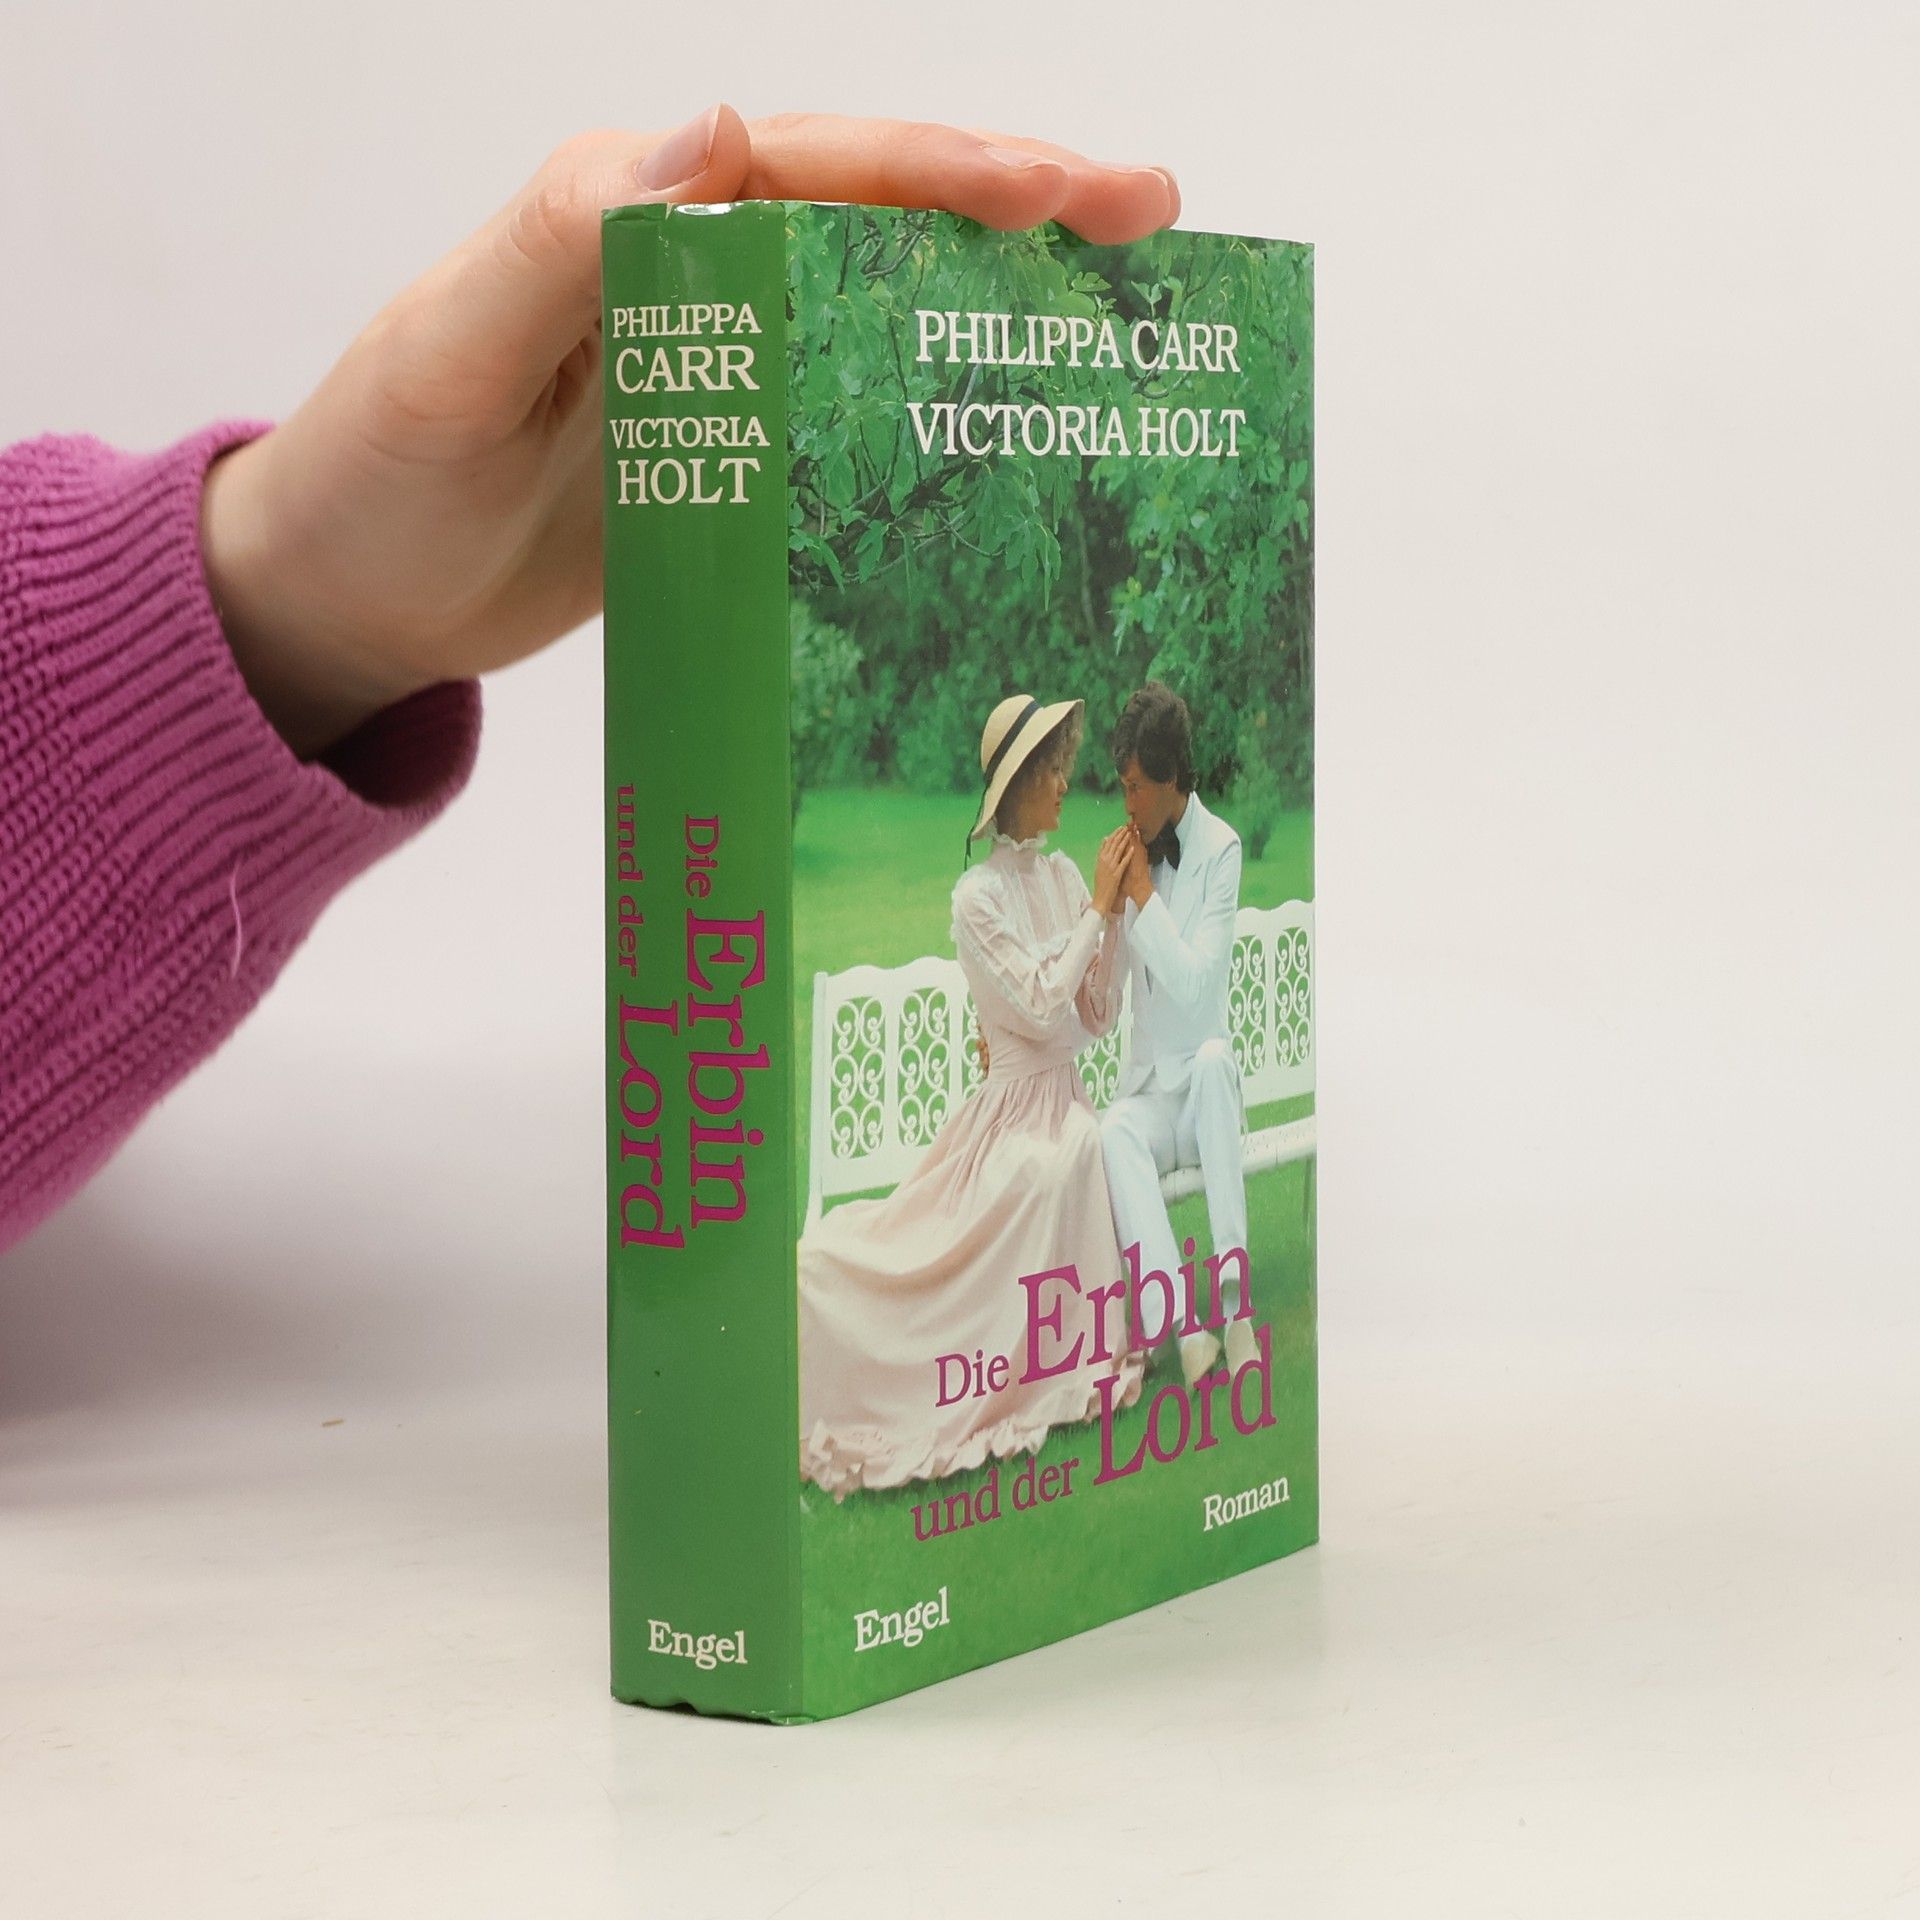 PHILIPPA
CARR
VICTORIA
HOLT
Die Erbin
und der Lord
Engel
PHILIPPA CARR
VICTORIA HOLT
Die Erbin
und der Lord
Roman
Engel